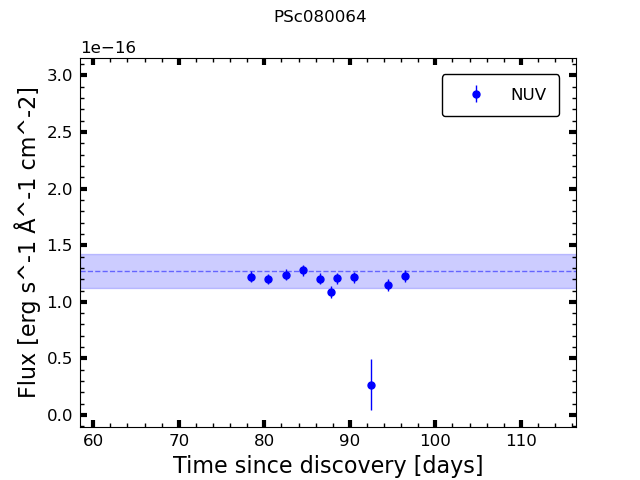 PSc080064
1e−16
3.0
2.5
2.0
1.5
1.0
0.5
0.0
Flux [erg s^-1 Å^-1 cm^-2]
NUV
60 70 80 90 100 110
Time since discovery [days]